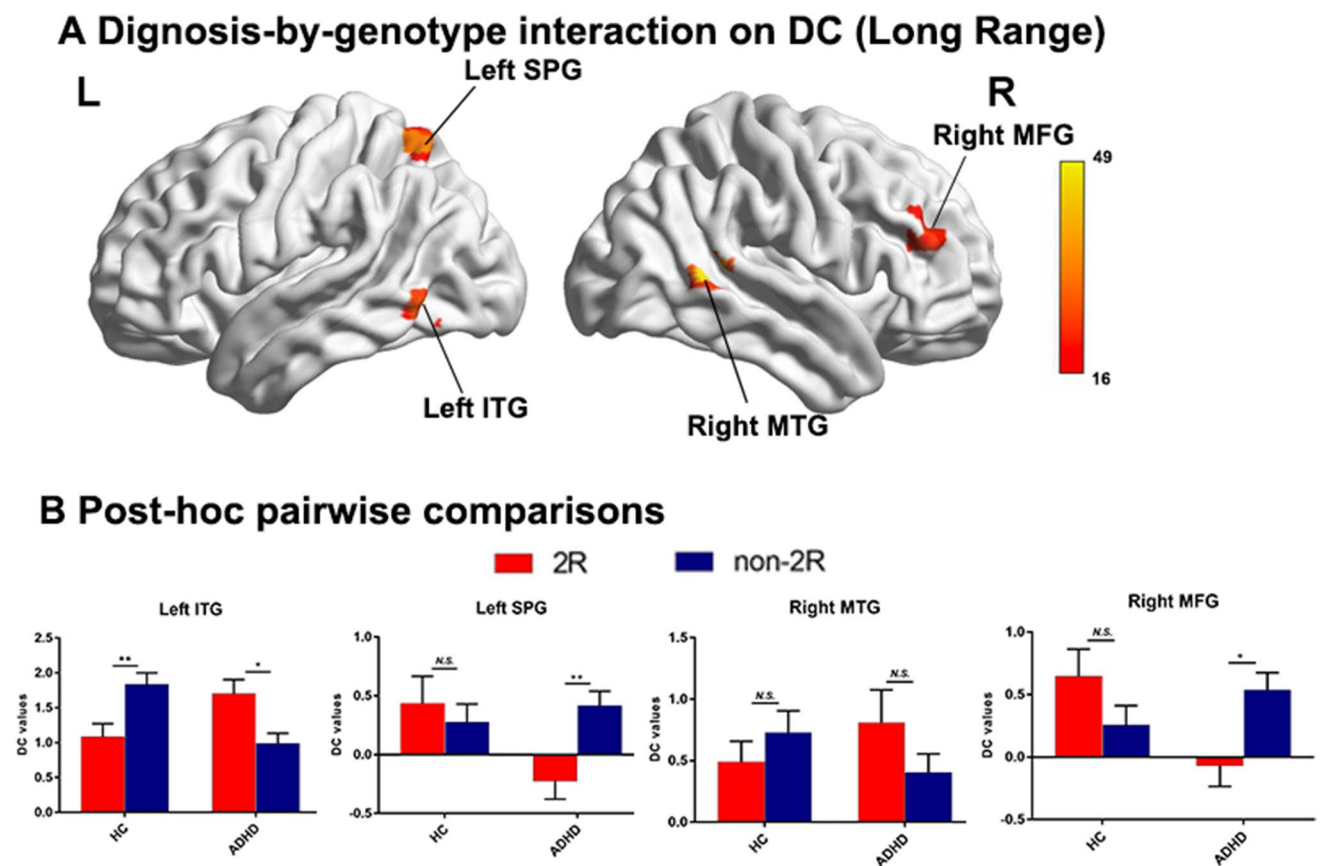 A Dignosis-by-genotype interaction on DC (Long Range)
Left SPG
L
R
Right MFG
49
16
Left ITG
Right MTG
B Post-hoc pairwise comparisons
2R
non-2R
Left ITG
2.5
2.0
1.5
1.0
0.5
0.0
DC values
**
*
HC
ADHD
Left SPG
1.0
0.5
0.0
-0.5
DC values
N.S.
**
HC
ADHD
Right MTG
1.5
1.0
0.5
0.0
DC values
N.S.
N.S.
HC
ADHD
Right MFG
1.0
0.5
0.0
-0.5
DC values
N.S.
*
HC
ADHD